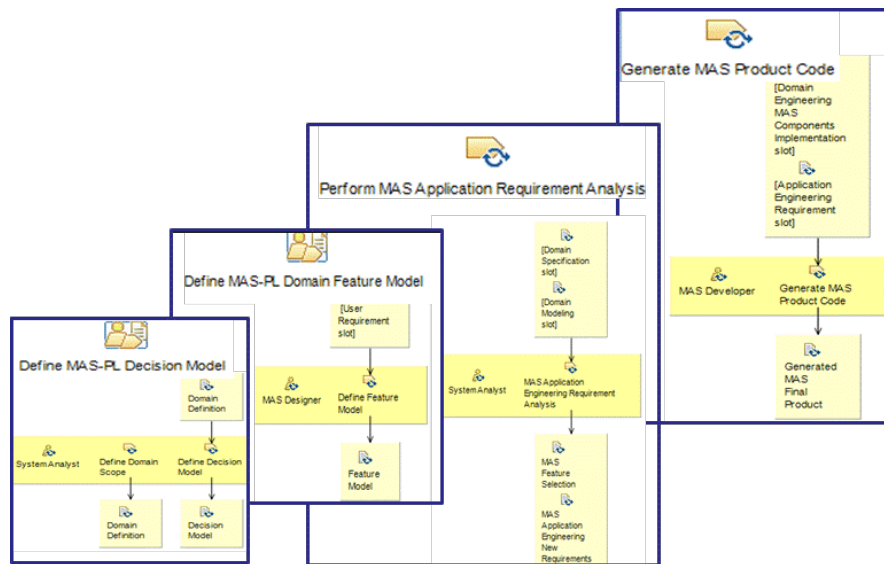 Generate MAS Product Code
[Domain
Engineering
MAS
Components
Implementation
slot]
[Application
Engineering
Requirement
slot]
MAS Developer
Generate MAS
Product Code
Generated
MAS
Final
Product
Perform MAS Application Requirement Analysis
[Domain
Specification
slot]
[Domain
Modeling
slot]
System Analyst
MAS Application
Engineering Requirement
Analysis
MAS
Feature
Selection
MAS
Application
Engineering
New
Requirements
Define MAS-PL Domain Feature Model
[User
Requirement
slot]
MAS Designer
Define Feature
Model
Feature
Model
Define MAS-PL Decision Model
Domain
Definition
System Analyst
Define Domain
Scope
Define Decision
Model
Domain
Definition
Decision
Model